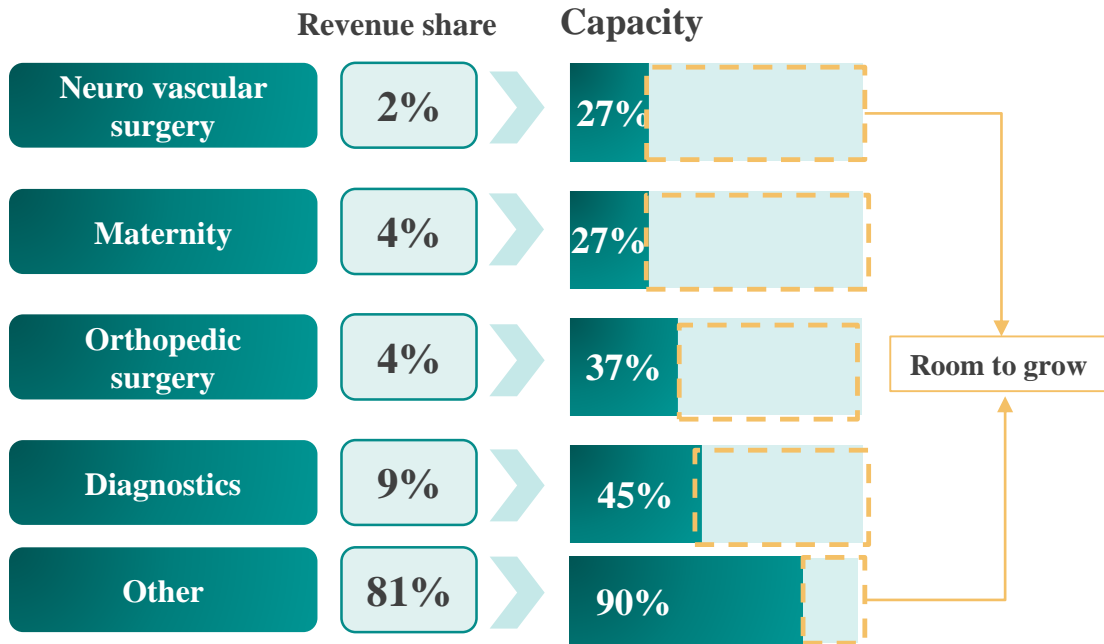 Revenue share
Capacity
Neuro vascular
surgery
2%
27%
Maternity
4%
27%
Orthopedic
surgery
4%
37%
Room to grow
Diagnostics
9%
45%
Other
81%
90%